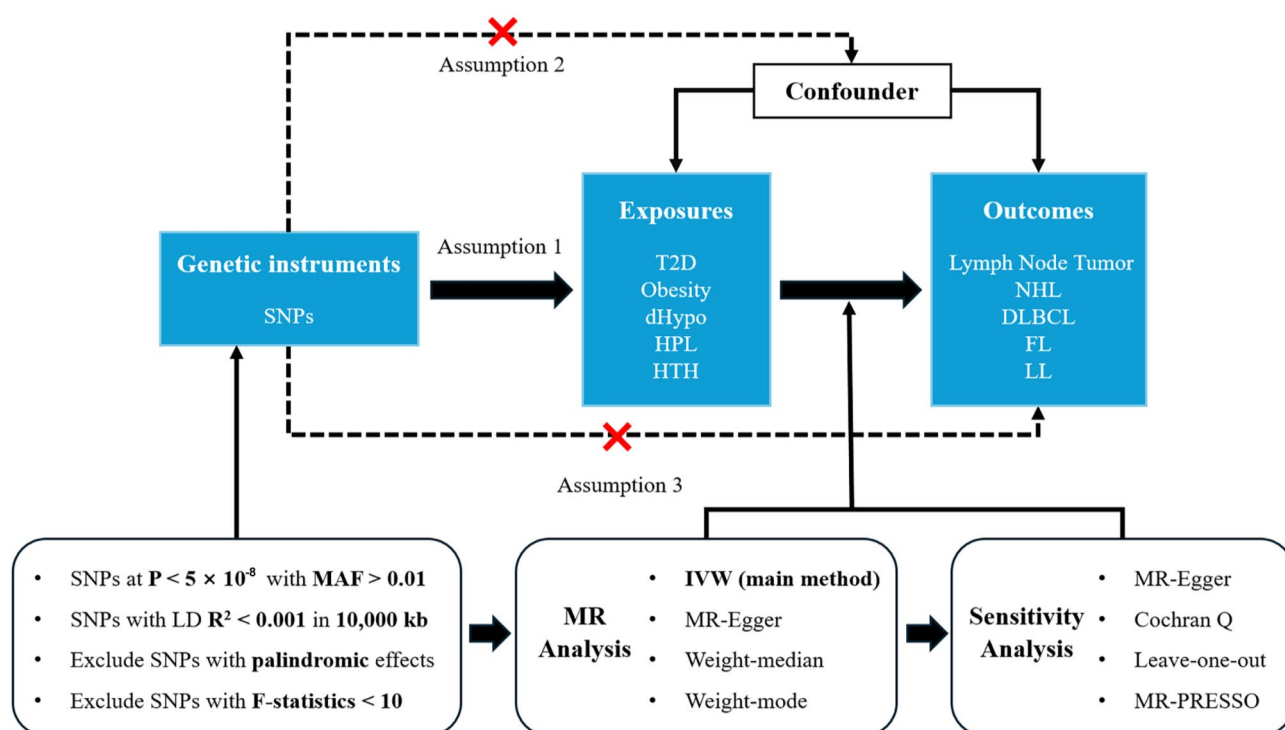 Assumption 2
Confounder
Exposures
T2D
Obesity
dHypo
HPL
HTH
Outcomes
Lymph Node Tumor
NHL
DLBCL
FL
LL
Assumption 1
Genetic instruments
SNPs
Assumption 3
• SNPs at P < 5 × 10⁻⁸ with MAF > 0.01
• SNPs with LD R² < 0.001 in 10,000 kb
• Exclude SNPs with palindromic effects
• Exclude SNPs with F-statistics < 10
MR
Analysis
• IVW (main method)
• MR-Egger
• Weight-median
• Weight-mode
Sensitivity
Analysis
• MR-Egger
• Cochran Q
• Leave-one-out
• MR-PRESSO